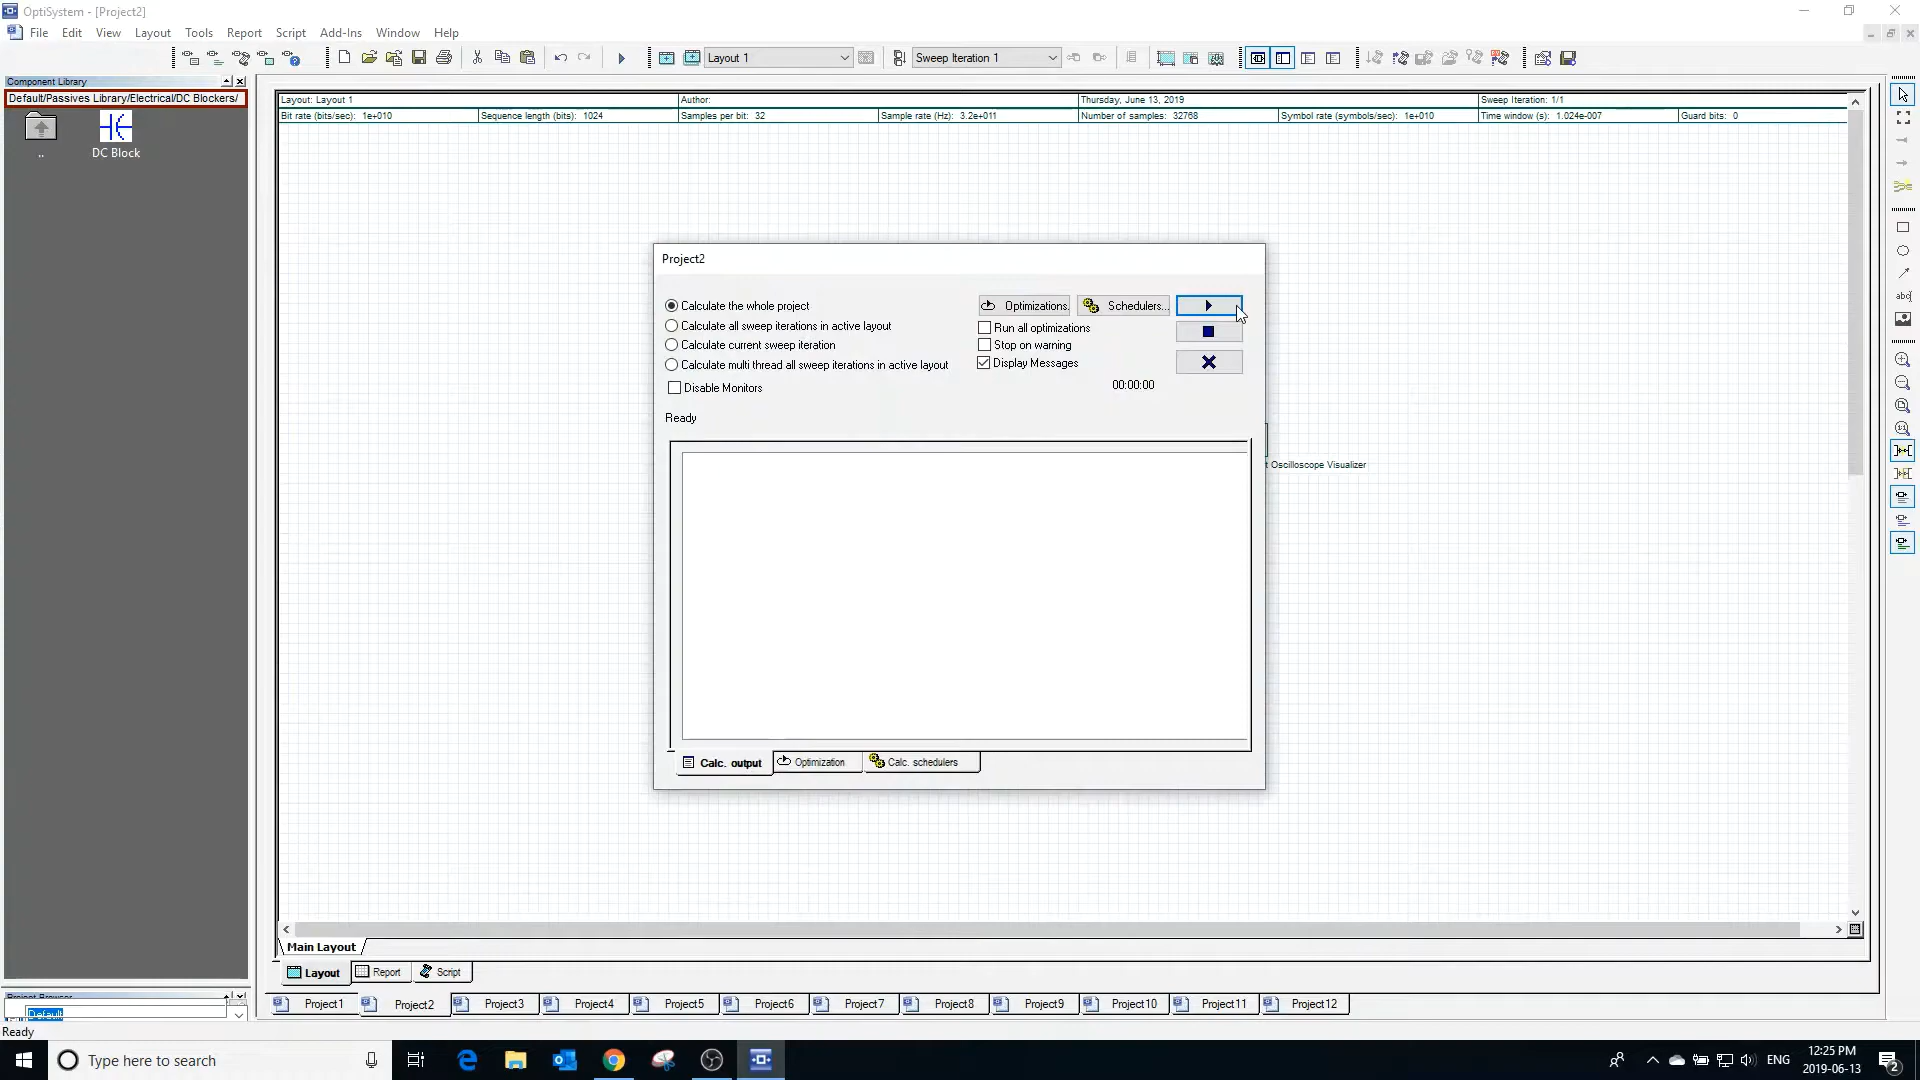 OptiSystem - [Project2]
File Edit View Layout Tools Report Script Add-Ins Window Help
Layout 1
Sweep Iteration 1
Component Library
Default/Passives Library/Electrical/DC Blockers/
..
DC Block
Layout: Layout 1
Author:
Thursday, June 13, 2019
Sweep Iteration: 1/1
Bit rate (bits/sec): 1e+010
Sequence length (bits): 1024
Samples per bit: 32
Sample rate (Hz): 3.2e+011
Number of samples: 32768
Symbol rate (symbols/sec): 1e+010
Time window (s): 1.024e-007
Guard bits: 0
Project2
Calculate the whole project
Calculate all sweep iterations in active layout
Calculate current sweep iteration
Calculate multi thread all sweep iterations in active layout
Disable Monitors
Optimizations.
Schedulers...
Run all optimizations
Stop on warning
Display Messages
00:00:00
Ready
t Oscilloscope Visualizer
Calc. output
Optimization
Calc. schedulers
Main Layout
Layout
Report
Script
Project Browser
Default
Project1 Project2 Project3 Project4 Project5 Project6 Project7 Project8 Project9 Project10 Project11 Project12
Ready
Type here to search
ENG
12:25 PM
2019-06-13
2
abc
1:1